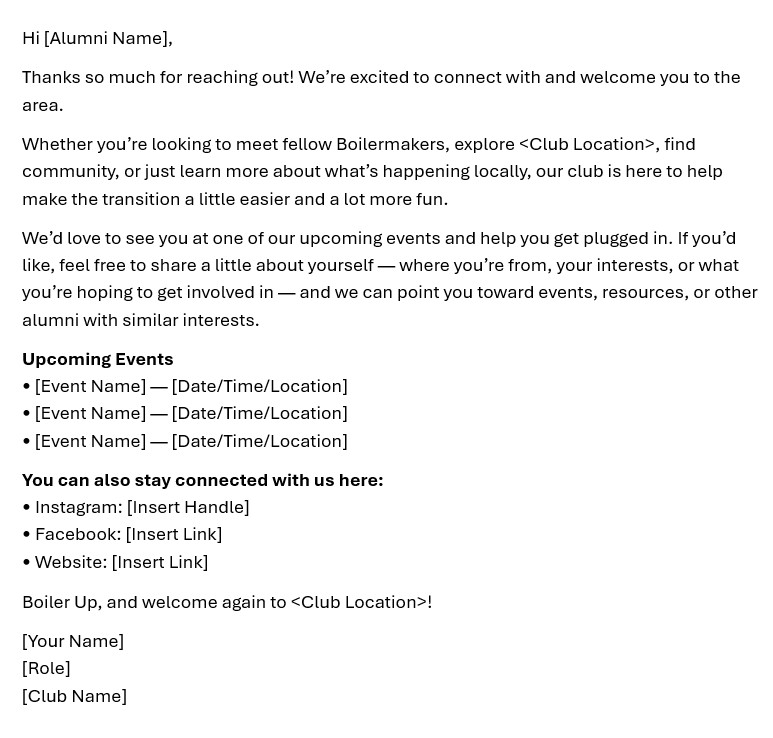 Hi [Alumni Name],
Thanks so much for reaching out! We’re excited to connect with and welcome you to the
area.
Whether you’re looking to meet fellow Boilermakers, explore <Club Location>, find
community, or just learn more about what’s happening locally, our club is here to help
make the transition a little easier and a lot more fun.
We’d love to see you at one of our upcoming events and help you get plugged in. If you’d
like, feel free to share a little about yourself — where you’re from, your interests, or what
you’re hoping to get involved in — and we can point you toward events, resources, or other
alumni with similar interests.
Upcoming Events
• [Event Name] — [Date/Time/Location]
• [Event Name] — [Date/Time/Location]
• [Event Name] — [Date/Time/Location]
You can also stay connected with us here:
• Instagram: [Insert Handle]
• Facebook: [Insert Link]
• Website: [Insert Link]
Boiler Up, and welcome again to <Club Location>!
[Your Name]
[Role]
[Club Name]